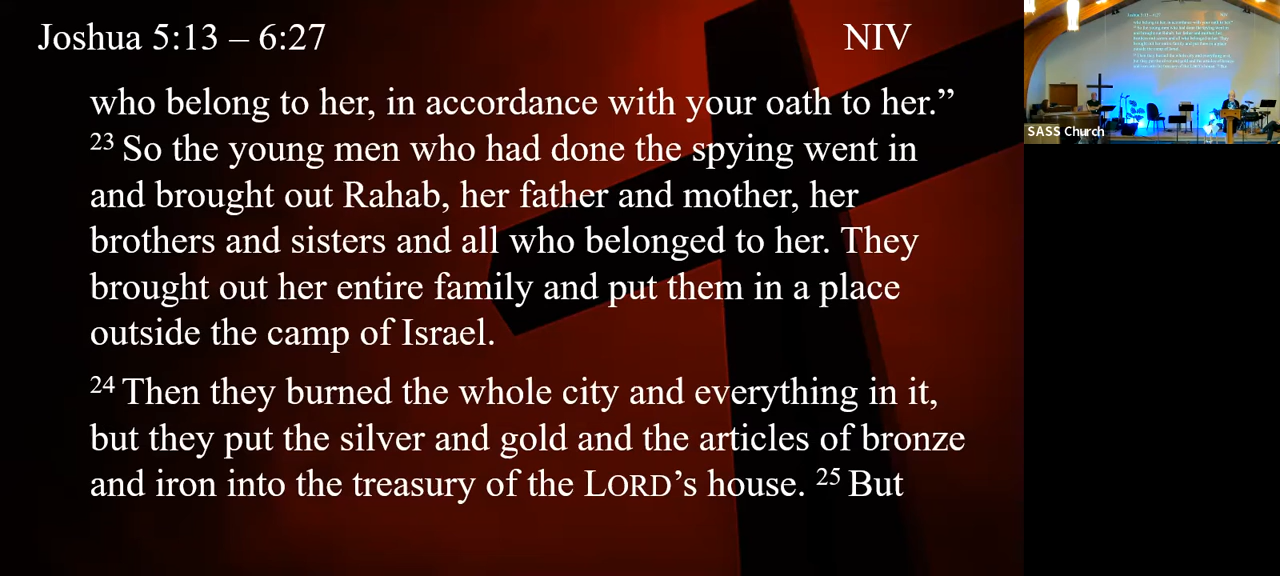 Joshua 5:13 – 6:27 NIV
who belong to her, in accordance with your oath to her.”
23 So the young men who had done the spying went in
and brought out Rahab, her father and mother, her
brothers and sisters and all who belonged to her. They
brought out her entire family and put them in a place
outside the camp of Israel.
24 Then they burned the whole city and everything in it,
but they put the silver and gold and the articles of bronze
and iron into the treasury of the LORD’s house. 25 But
SASS Church